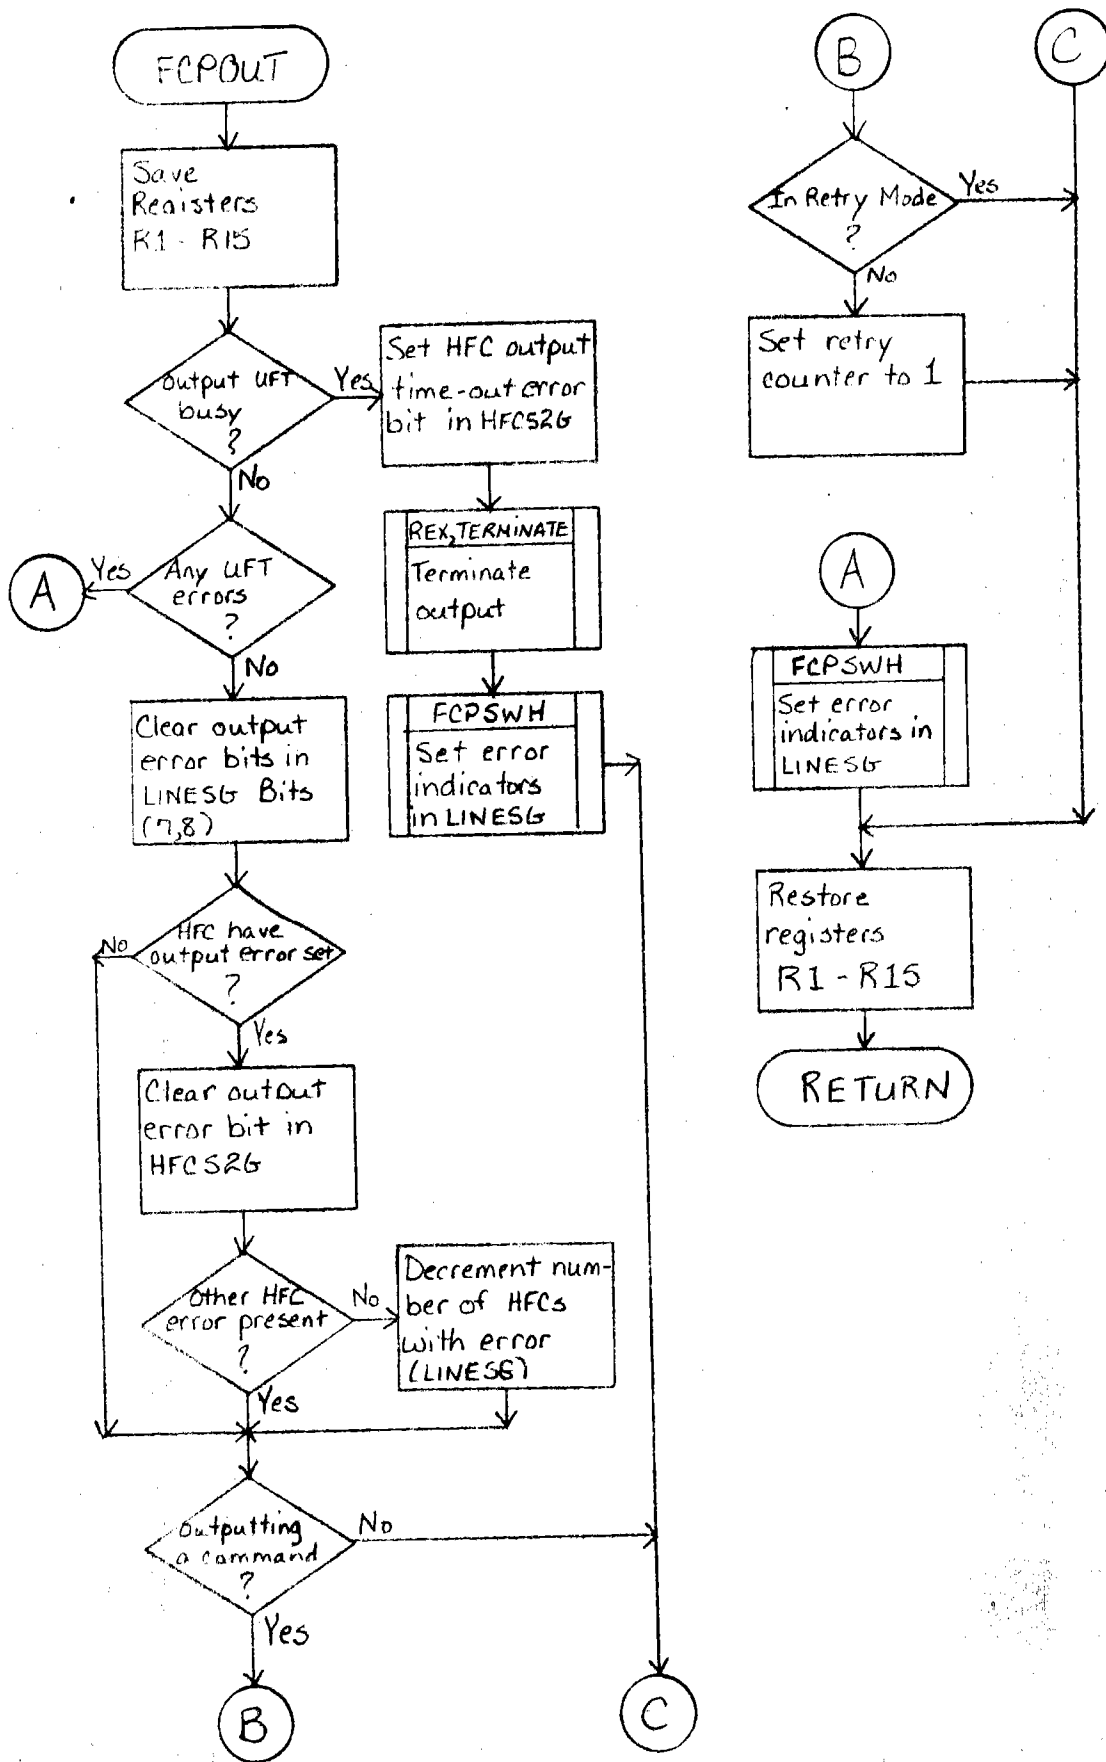 FCPOUT
Save
Registers
R1 - R15
Output UFT
busy
?
Yes
No
Set HFC output
time-out error
bit in HFCS2G
REX,TERMINATE
Terminate
output
FCPSWH
Set error
indicators
in LINESG
Any UFT
errors
?
Yes
A
No
Clear output
error bits in
LINESG Bits
(7,8)
HFC have
output error set
?
No
Yes
Clear output
error bit in
HFCS2G
Other HFC
error present
?
No
Yes
Decrement num-
ber of HFCs
with error
(LINESG)
Outputting
a command
?
No
Yes
B
C
B
C
In Retry Mode
?
Yes
No
Set retry
counter to 1
A
FCPSWH
Set error
indicators in
LINESG
Restore
registers
R1 - R15
RETURN